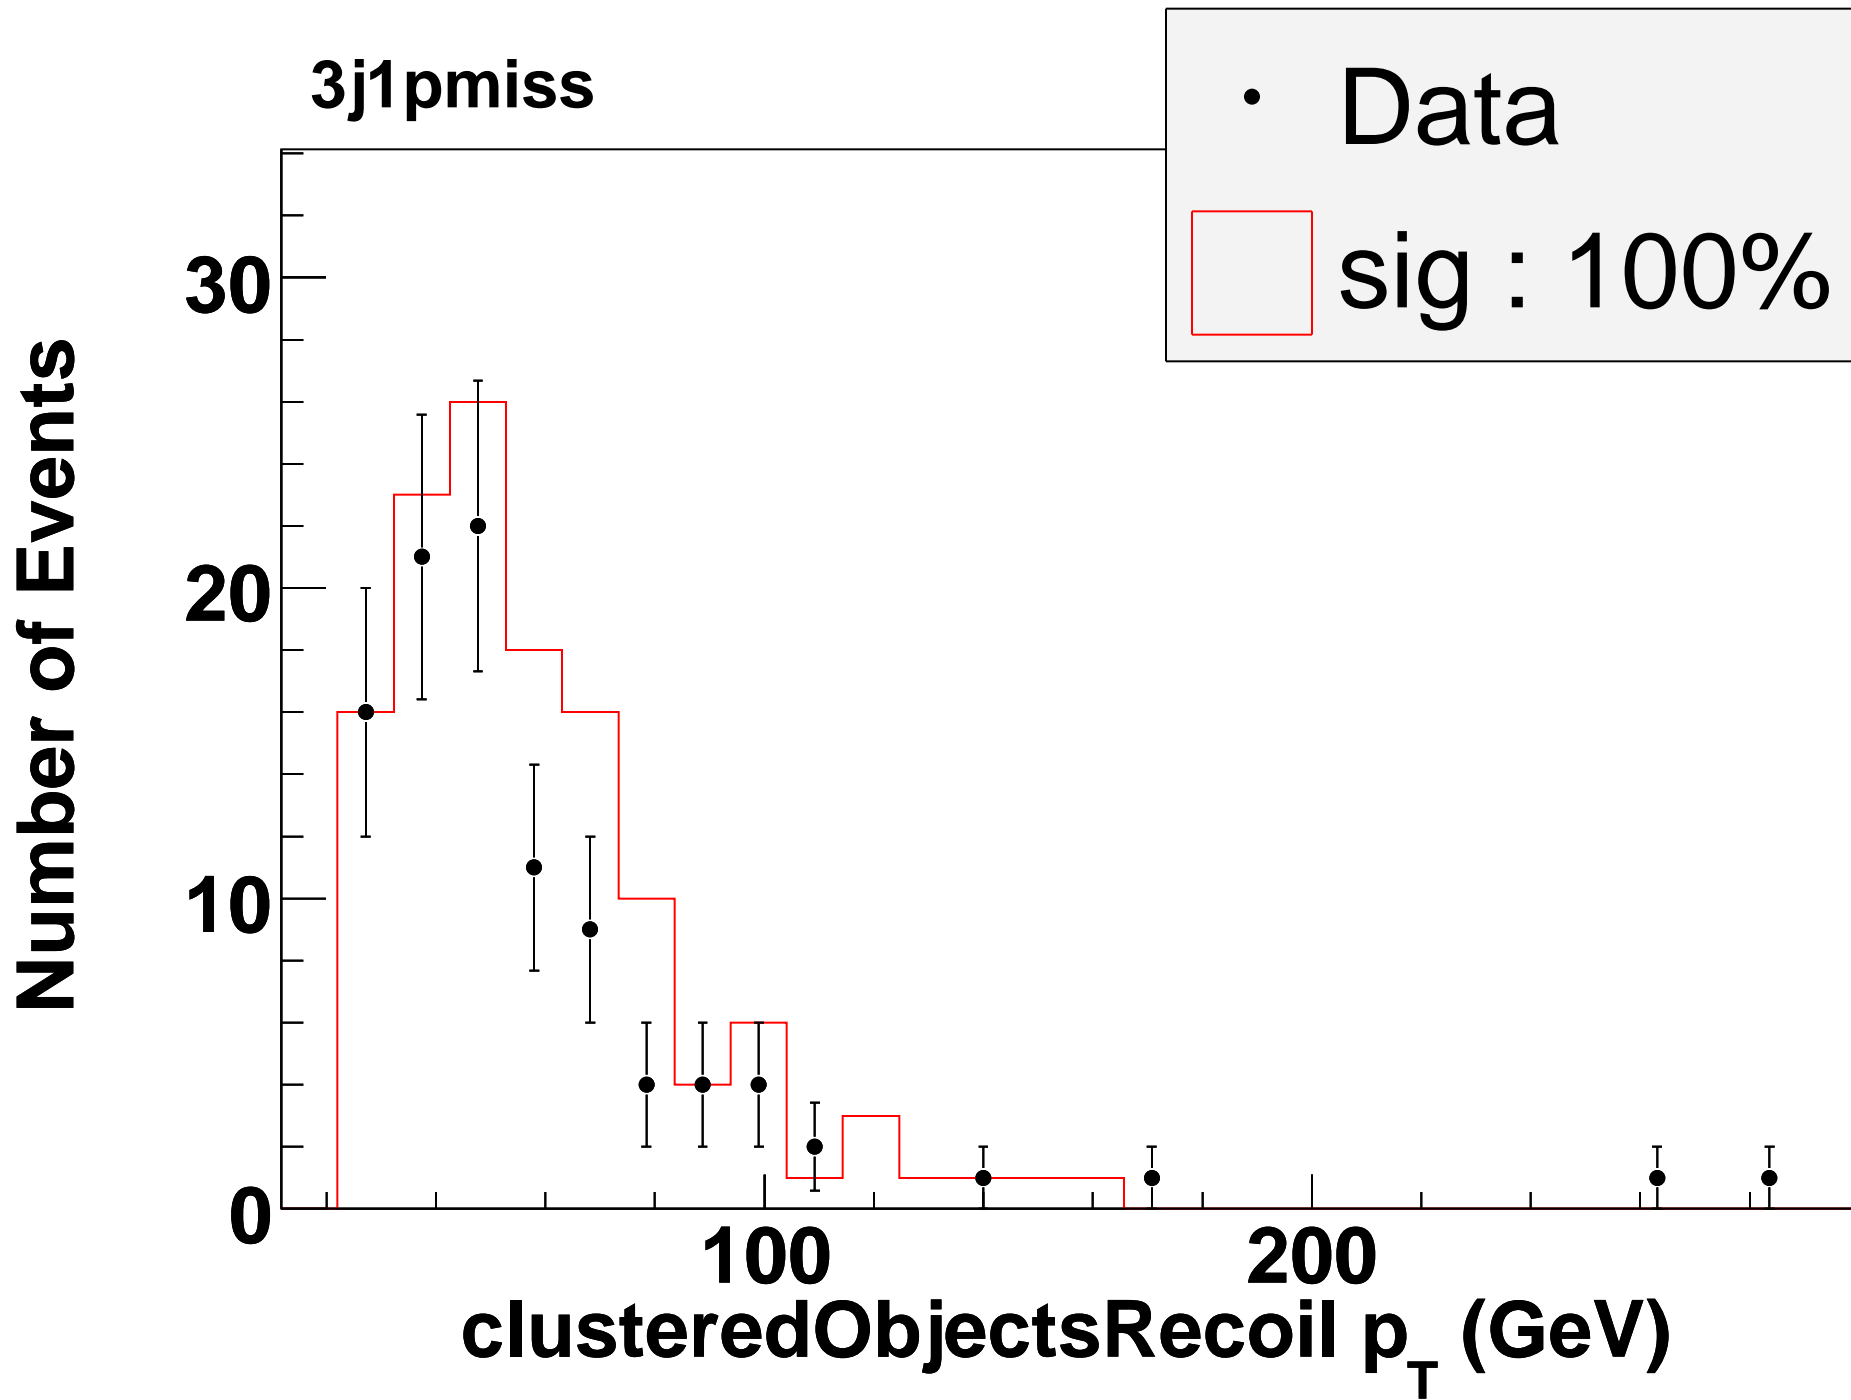 3j1pmiss
Data
sig : 100%
Number of Events
30
20
10
0
100 200
clusteredObjectsRecoil p_T (GeV)